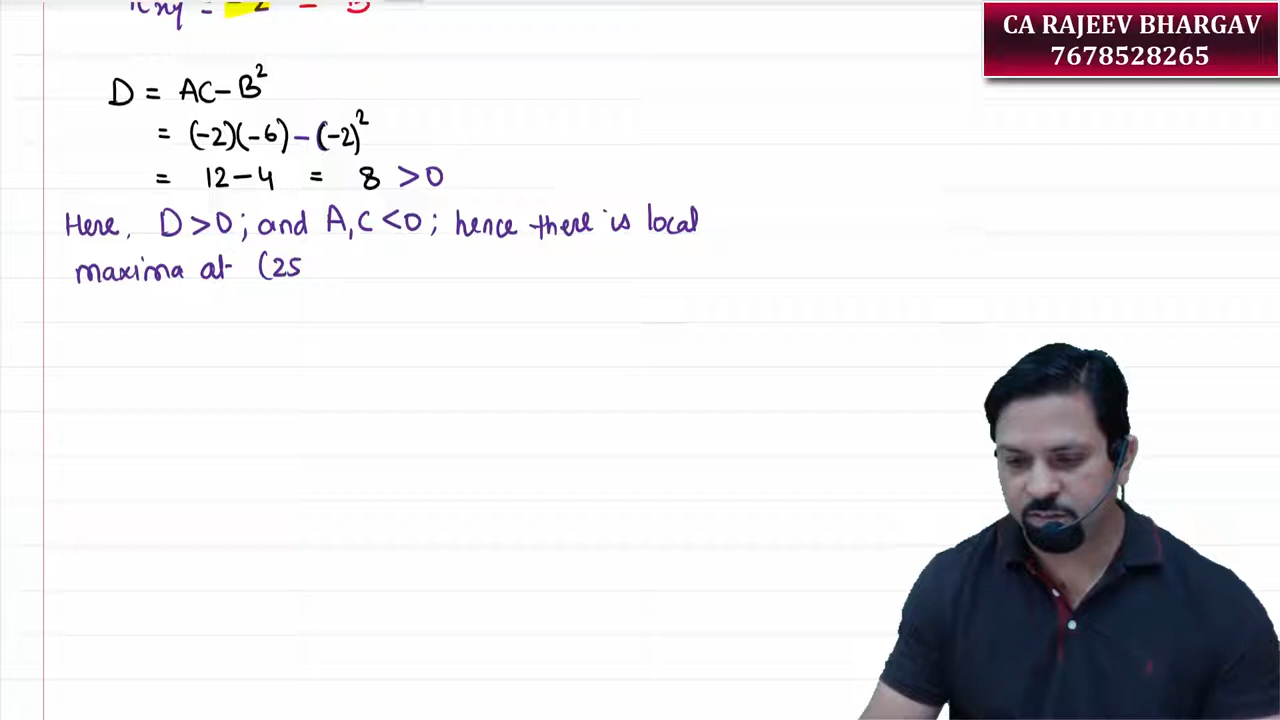 CA RAJEEV BHARGAV
7678528265
= -2 = B
D = AC - B²
= (-2)(-6) - (-2)²
= 12 - 4 = 8 > 0
Here, D > 0; and A, C < 0; hence there is local
maxima at (25